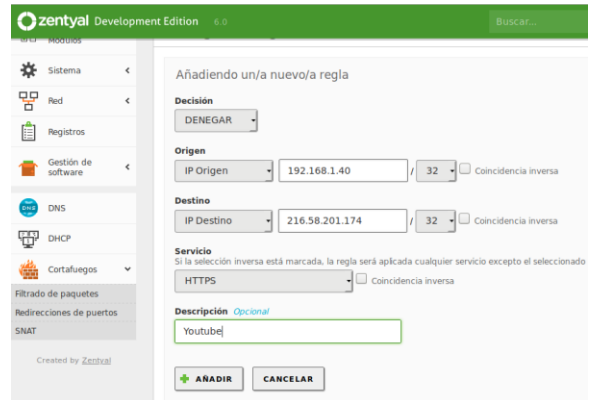 zentyal Development Edition 6.0
Buscar...
Módulos
Sistema
Red
Registros
Gestión de
software
DNS
DNS
DHCP
Cortafuegos
Filtrado de paquetes
Redirecciones de puertos
SNAT
Created by Zentyal
Añadiendo un/a nuevo/a regla
Decisión
DENEGAR
Origen
IP Origen 192.168.1.40 / 32 Coincidencia inversa
Destino
IP Destino 216.58.201.174 / 32 Coincidencia inversa
Servicio
Si la selección inversa está marcada, la regla será aplicada cualquier servicio excepto el seleccionado
HTTPS Coincidencia inversa
Descripción Opcional
Youtube
+ AÑADIR CANCELAR